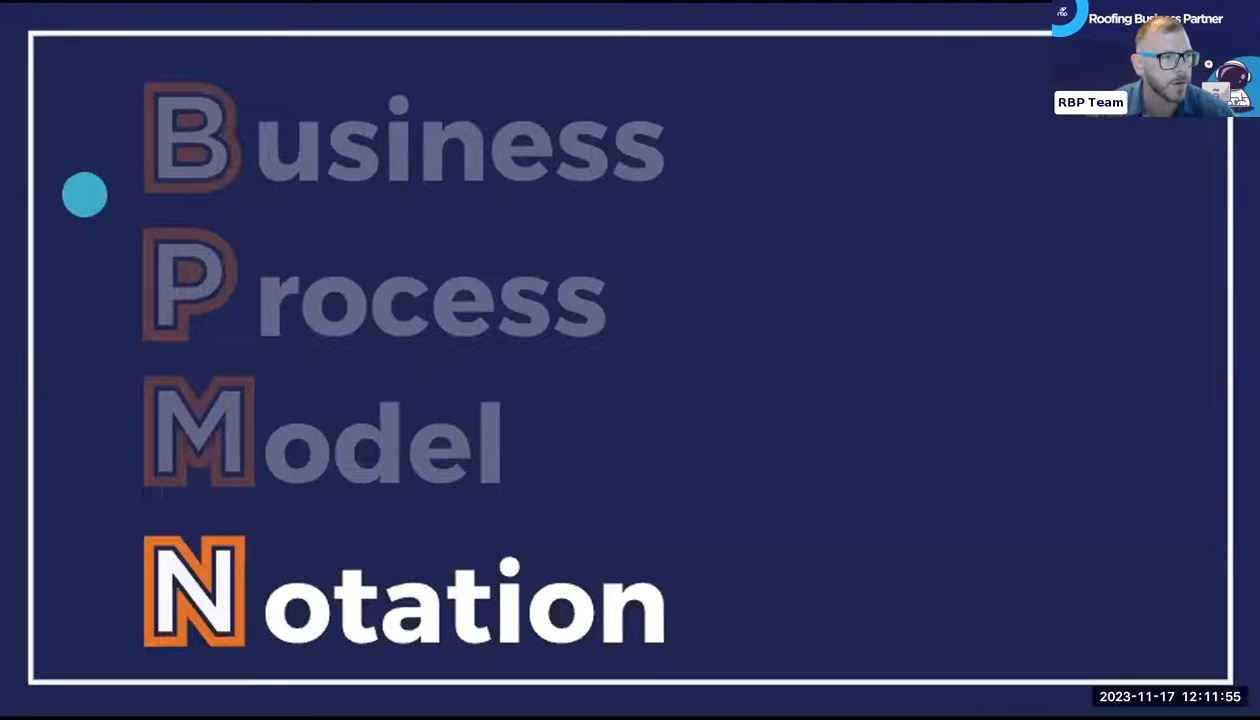 Roofing Business Partner
RBP Team
Business
Process
Model
Notation
2023-11-17 12:11:55